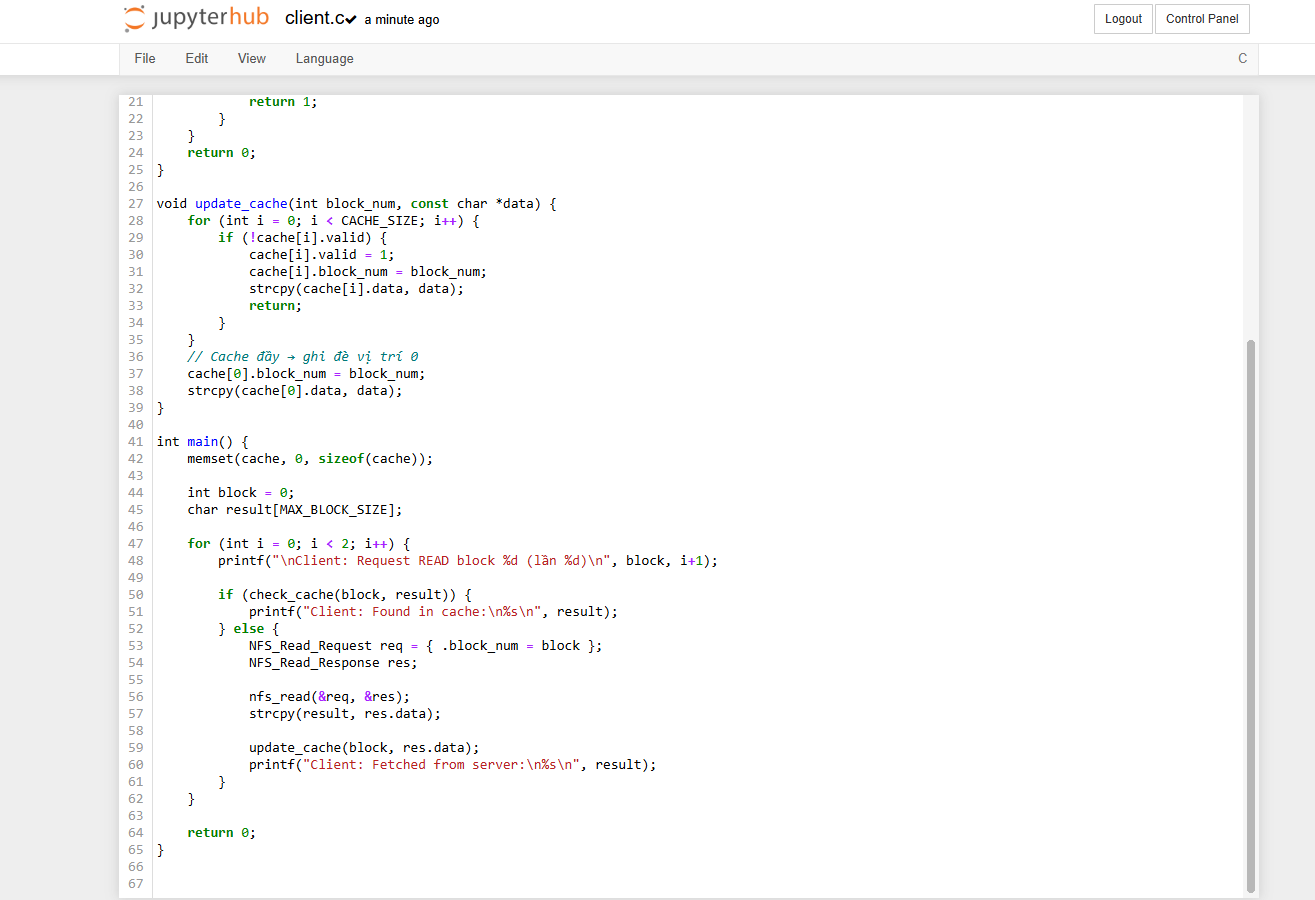 jupyterhub client.c✔ a minute ago Logout Control Panel
File Edit View Language C
21             return 1;
22         }
23     }
24     return 0;
25 }
26
27 void update_cache(int block_num, const char *data) {
28     for (int i = 0; i < CACHE_SIZE; i++) {
29         if (!cache[i].valid) {
30             cache[i].valid = 1;
31             cache[i].block_num = block_num;
32             strcpy(cache[i].data, data);
33             return;
34         }
35     }
36     // Cache đầy → ghi đè vị trí 0
37     cache[0].block_num = block_num;
38     strcpy(cache[0].data, data);
39 }
40
41 int main() {
42     memset(cache, 0, sizeof(cache));
43
44     int block = 0;
45     char result[MAX_BLOCK_SIZE];
46
47     for (int i = 0; i < 2; i++) {
48         printf("\nClient: Request READ block %d (lần %d)\n", block, i+1);
49
50         if (check_cache(block, result)) {
51             printf("Client: Found in cache:\n%s\n", result);
52         } else {
53             NFS_Read_Request req = { .block_num = block };
54             NFS_Read_Response res;
55
56             nfs_read(&req, &res);
57             strcpy(result, res.data);
58
59             update_cache(block, res.data);
60             printf("Client: Fetched from server:\n%s\n", result);
61         }
62     }
63
64     return 0;
65 }
66
67